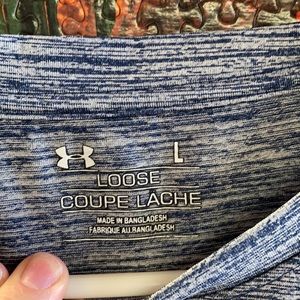 L
LOOSE
COUPE LACHE
MADE IN BANGLADESH
FABRIQUE AU BANGLADESH